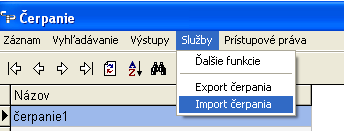 Čerpanie
Záznam Vyhľadávanie Výstupy Služby Prístupové práva
Ďalšie funkcie
Export čerpania
Import čerpania
Názov
čerpanie1